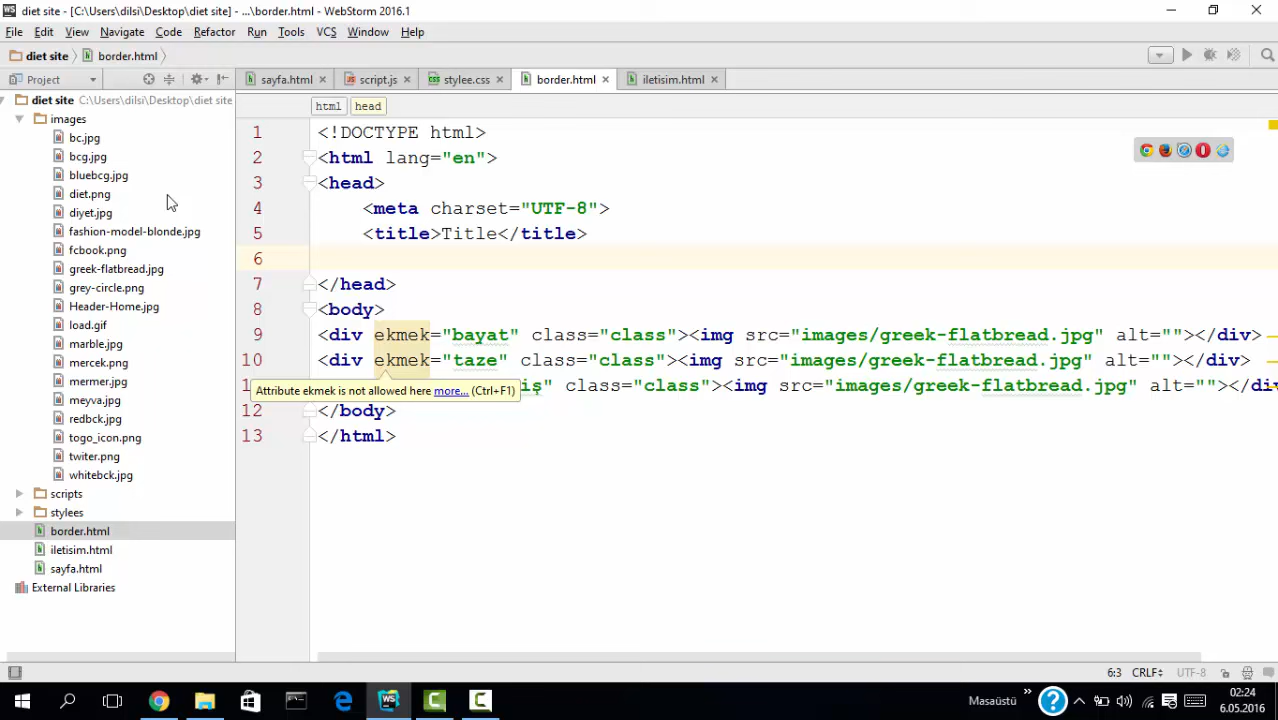 WS diet site - [C:\Users\dilsi\Desktop\diet site] - ...\border.html - WebStorm 2016.1
File Edit View Navigate Code Refactor Run Tools VCS Window Help
diet site border.html
Project sayfa.html script.js stylee.css border.html iletisim.html
diet site C:\Users\dilsi\Desktop\diet site
images
bc.jpg
bcg.jpg
bluebcg.jpg
diet.png
diyet.jpg
fashion-model-blonde.jpg
fcbook.png
greek-flatbread.jpg
grey-circle.png
Header-Home.jpg
load.gif
marble.jpg
mercek.png
mermer.jpg
meyva.jpg
redbck.jpg
togo_icon.png
twiter.png
whitebck.jpg
scripts
stylees
border.html
iletisim.html
sayfa.html
External Libraries
html head
1 <!DOCTYPE html>
2 <html lang="en">
3 <head>
4 <meta charset="UTF-8">
5 <title>Title</title>
6
7 </head>
8 <body>
9 <div ekmek="bayat" class="class"><img src="images/greek-flatbread.jpg" alt=""></div>
10 <div ekmek="taze" class="class"><img src="images/greek-flatbread.jpg" alt=""></div>
iş" class="class"><img src="images/greek-flatbread.jpg" alt=""></div
Attribute ekmek is not allowed here more... (Ctrl+F1)
12 </body>
13 </html>
6:3 CRLF UTF-8
WS Masaüstü 02:24
6.05.2016